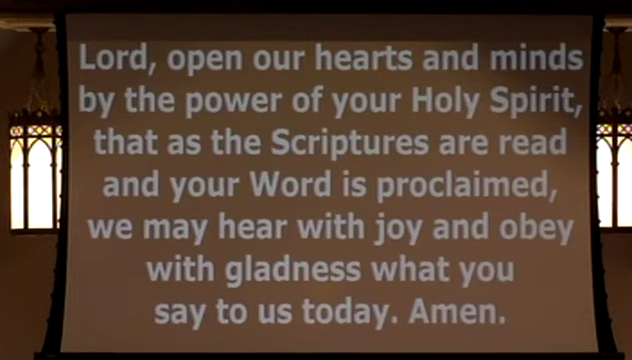 Lord, open our hearts and minds
by the power of your Holy Spirit,
that as the Scriptures are read
and your Word is proclaimed,
we may hear with joy and obey
with gladness what you
say to us today. Amen.